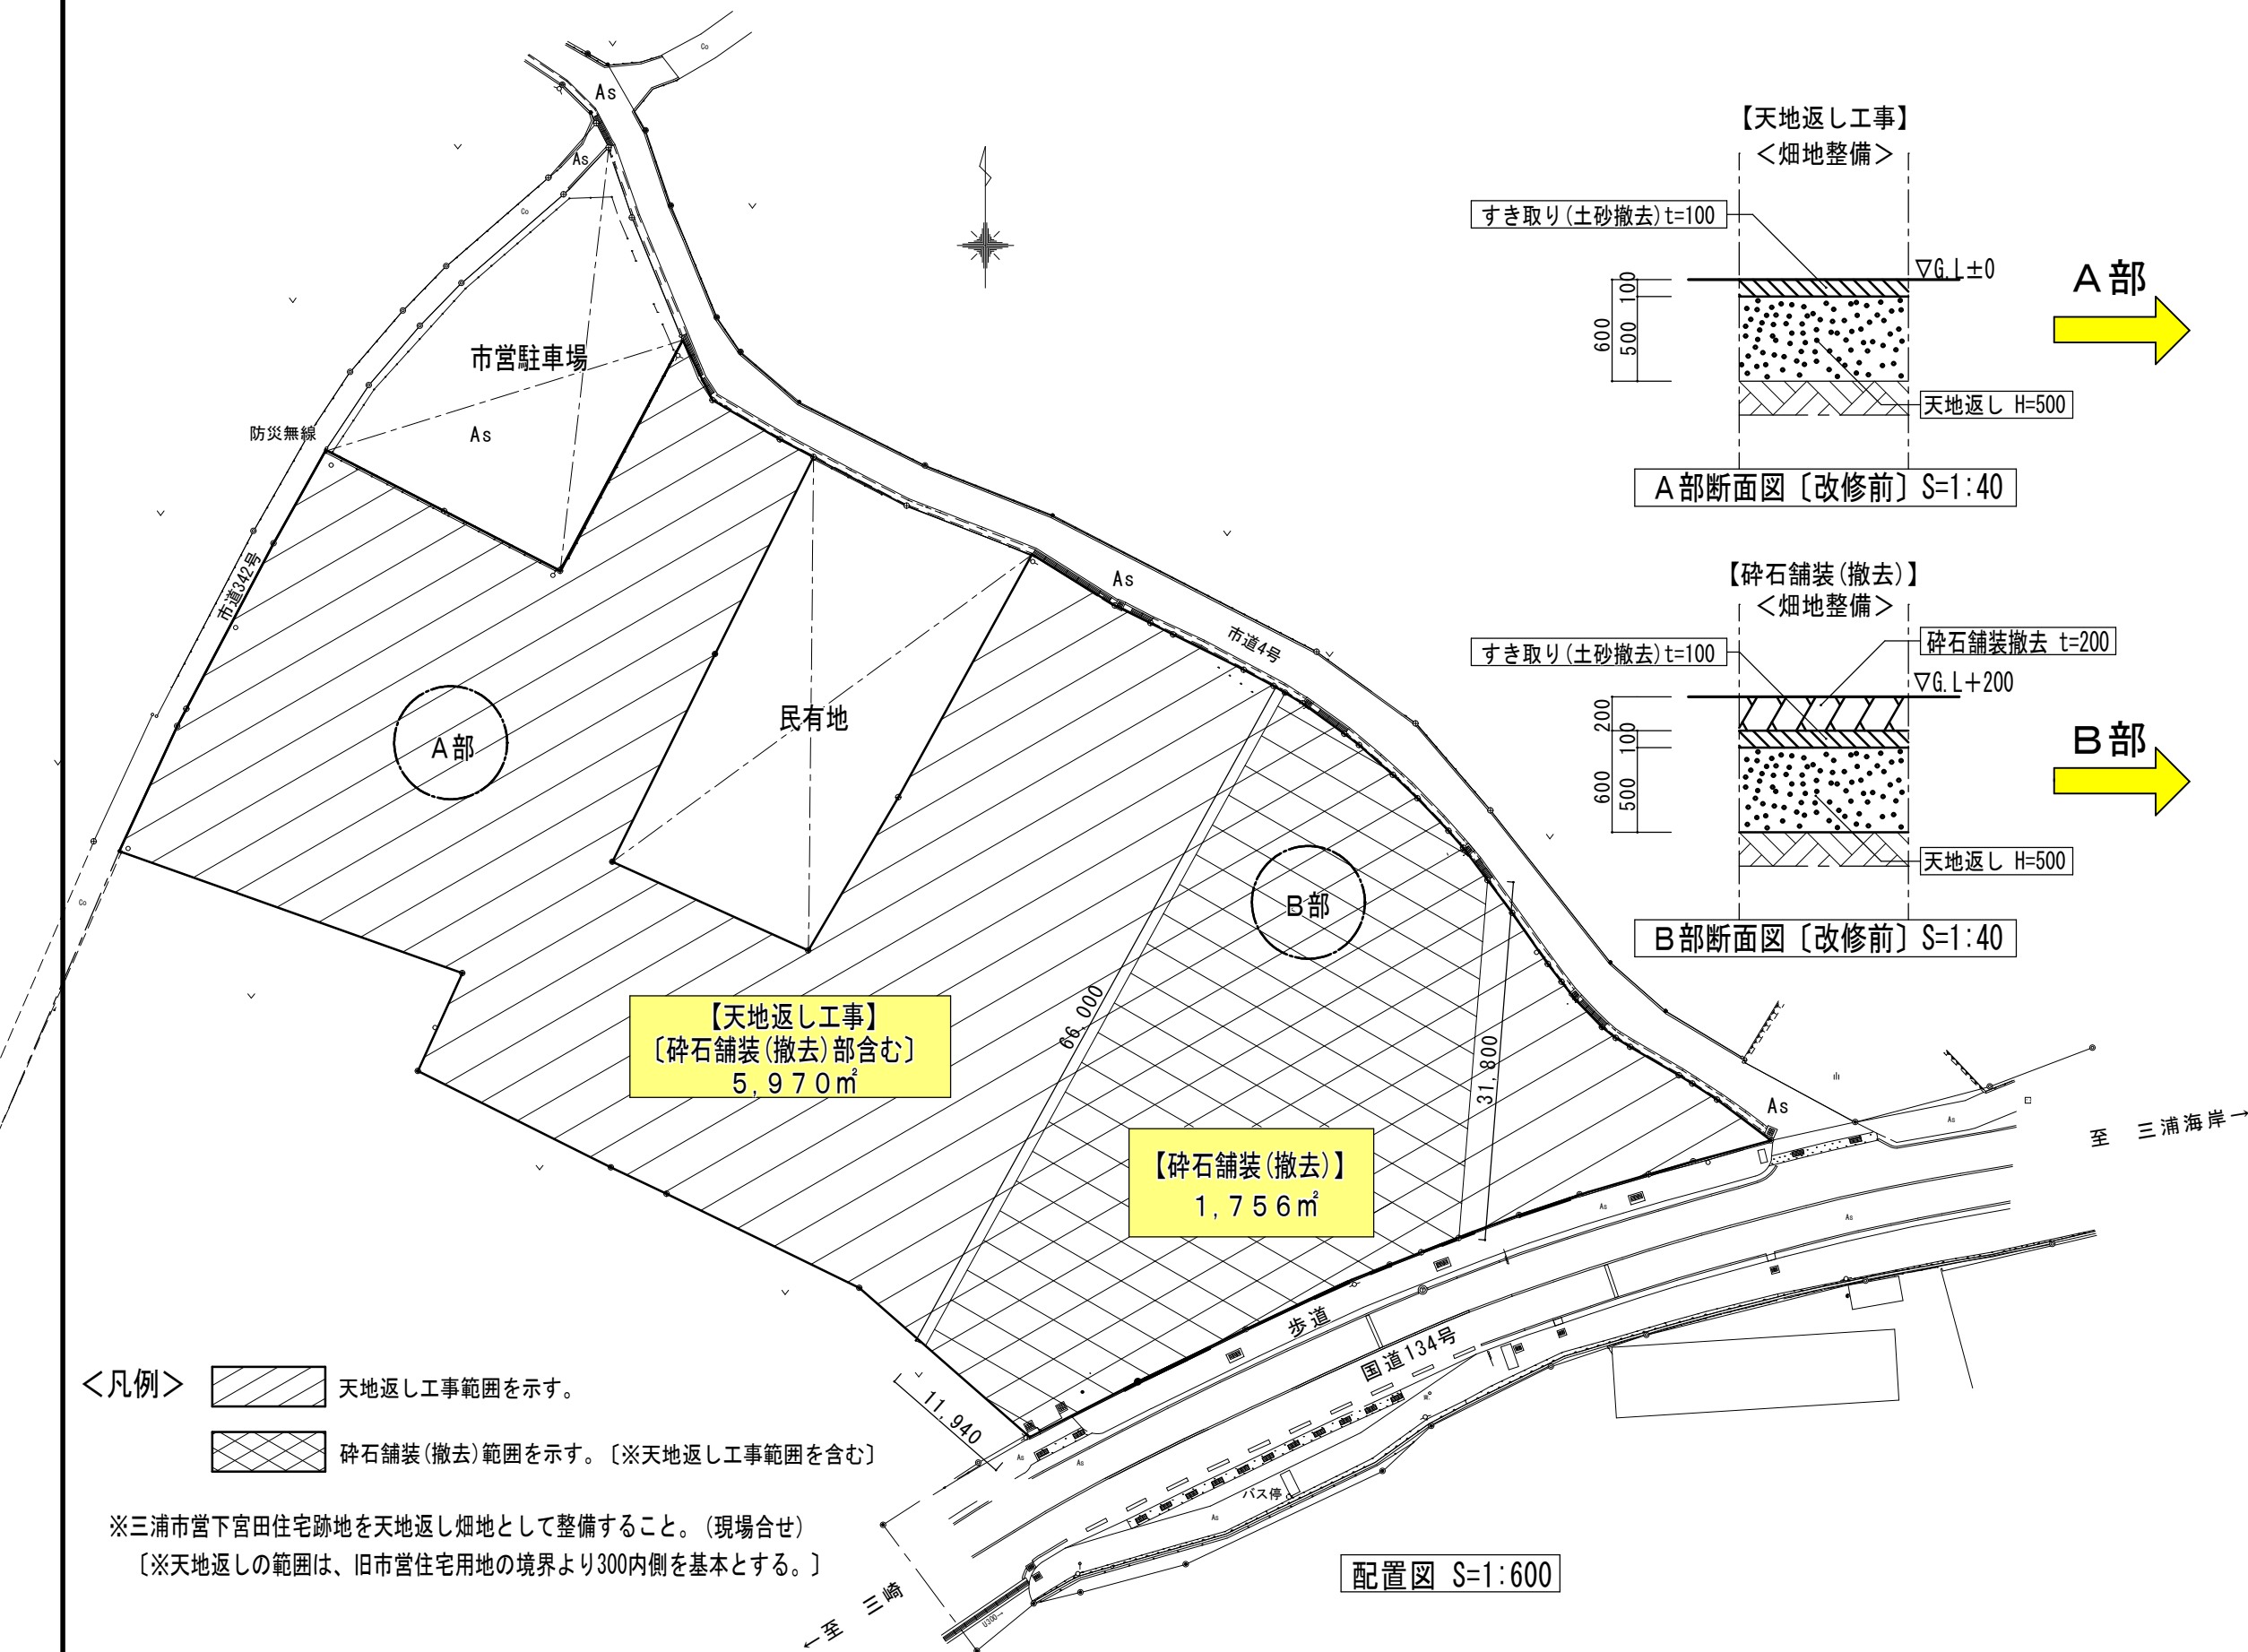 【天地返し工事】
＜畑地整備＞
すき取り(土砂撤去)t=100
▽G.L±0
100
500
600
天地返し H=500
A部断面図〔改修前〕S=1:40
A部
【砕石舗装(撤去)】
＜畑地整備＞
すき取り(土砂撤去)t=100
砕石舗装撤去 t=200
▽G.L+200
200
100
500
600
天地返し H=500
B部断面図〔改修前〕S=1:40
B部
Co
As
As
Co
市営駐車場
As
防災無線
市道342号
A部
民有地
As
市道4号
B部
Co
66,000
31,800
11,940
【天地返し工事】
〔砕石舗装(撤去)部含む〕
5,970㎡
【砕石舗装(撤去)】
1,756㎡
As
As
至 三浦海岸→
As
As
歩道
国道134号
As
As
バス停
As
U300
←至 三崎
＜凡例＞
天地返し工事範囲を示す。
砕石舗装(撤去)範囲を示す。〔※天地返し工事範囲を含む〕
※三浦市営下宮田住宅跡地を天地返し畑地として整備すること。(現場合せ)
〔※天地返しの範囲は、旧市営住宅用地の境界より300内側を基本とする。〕
配置図 S=1:600